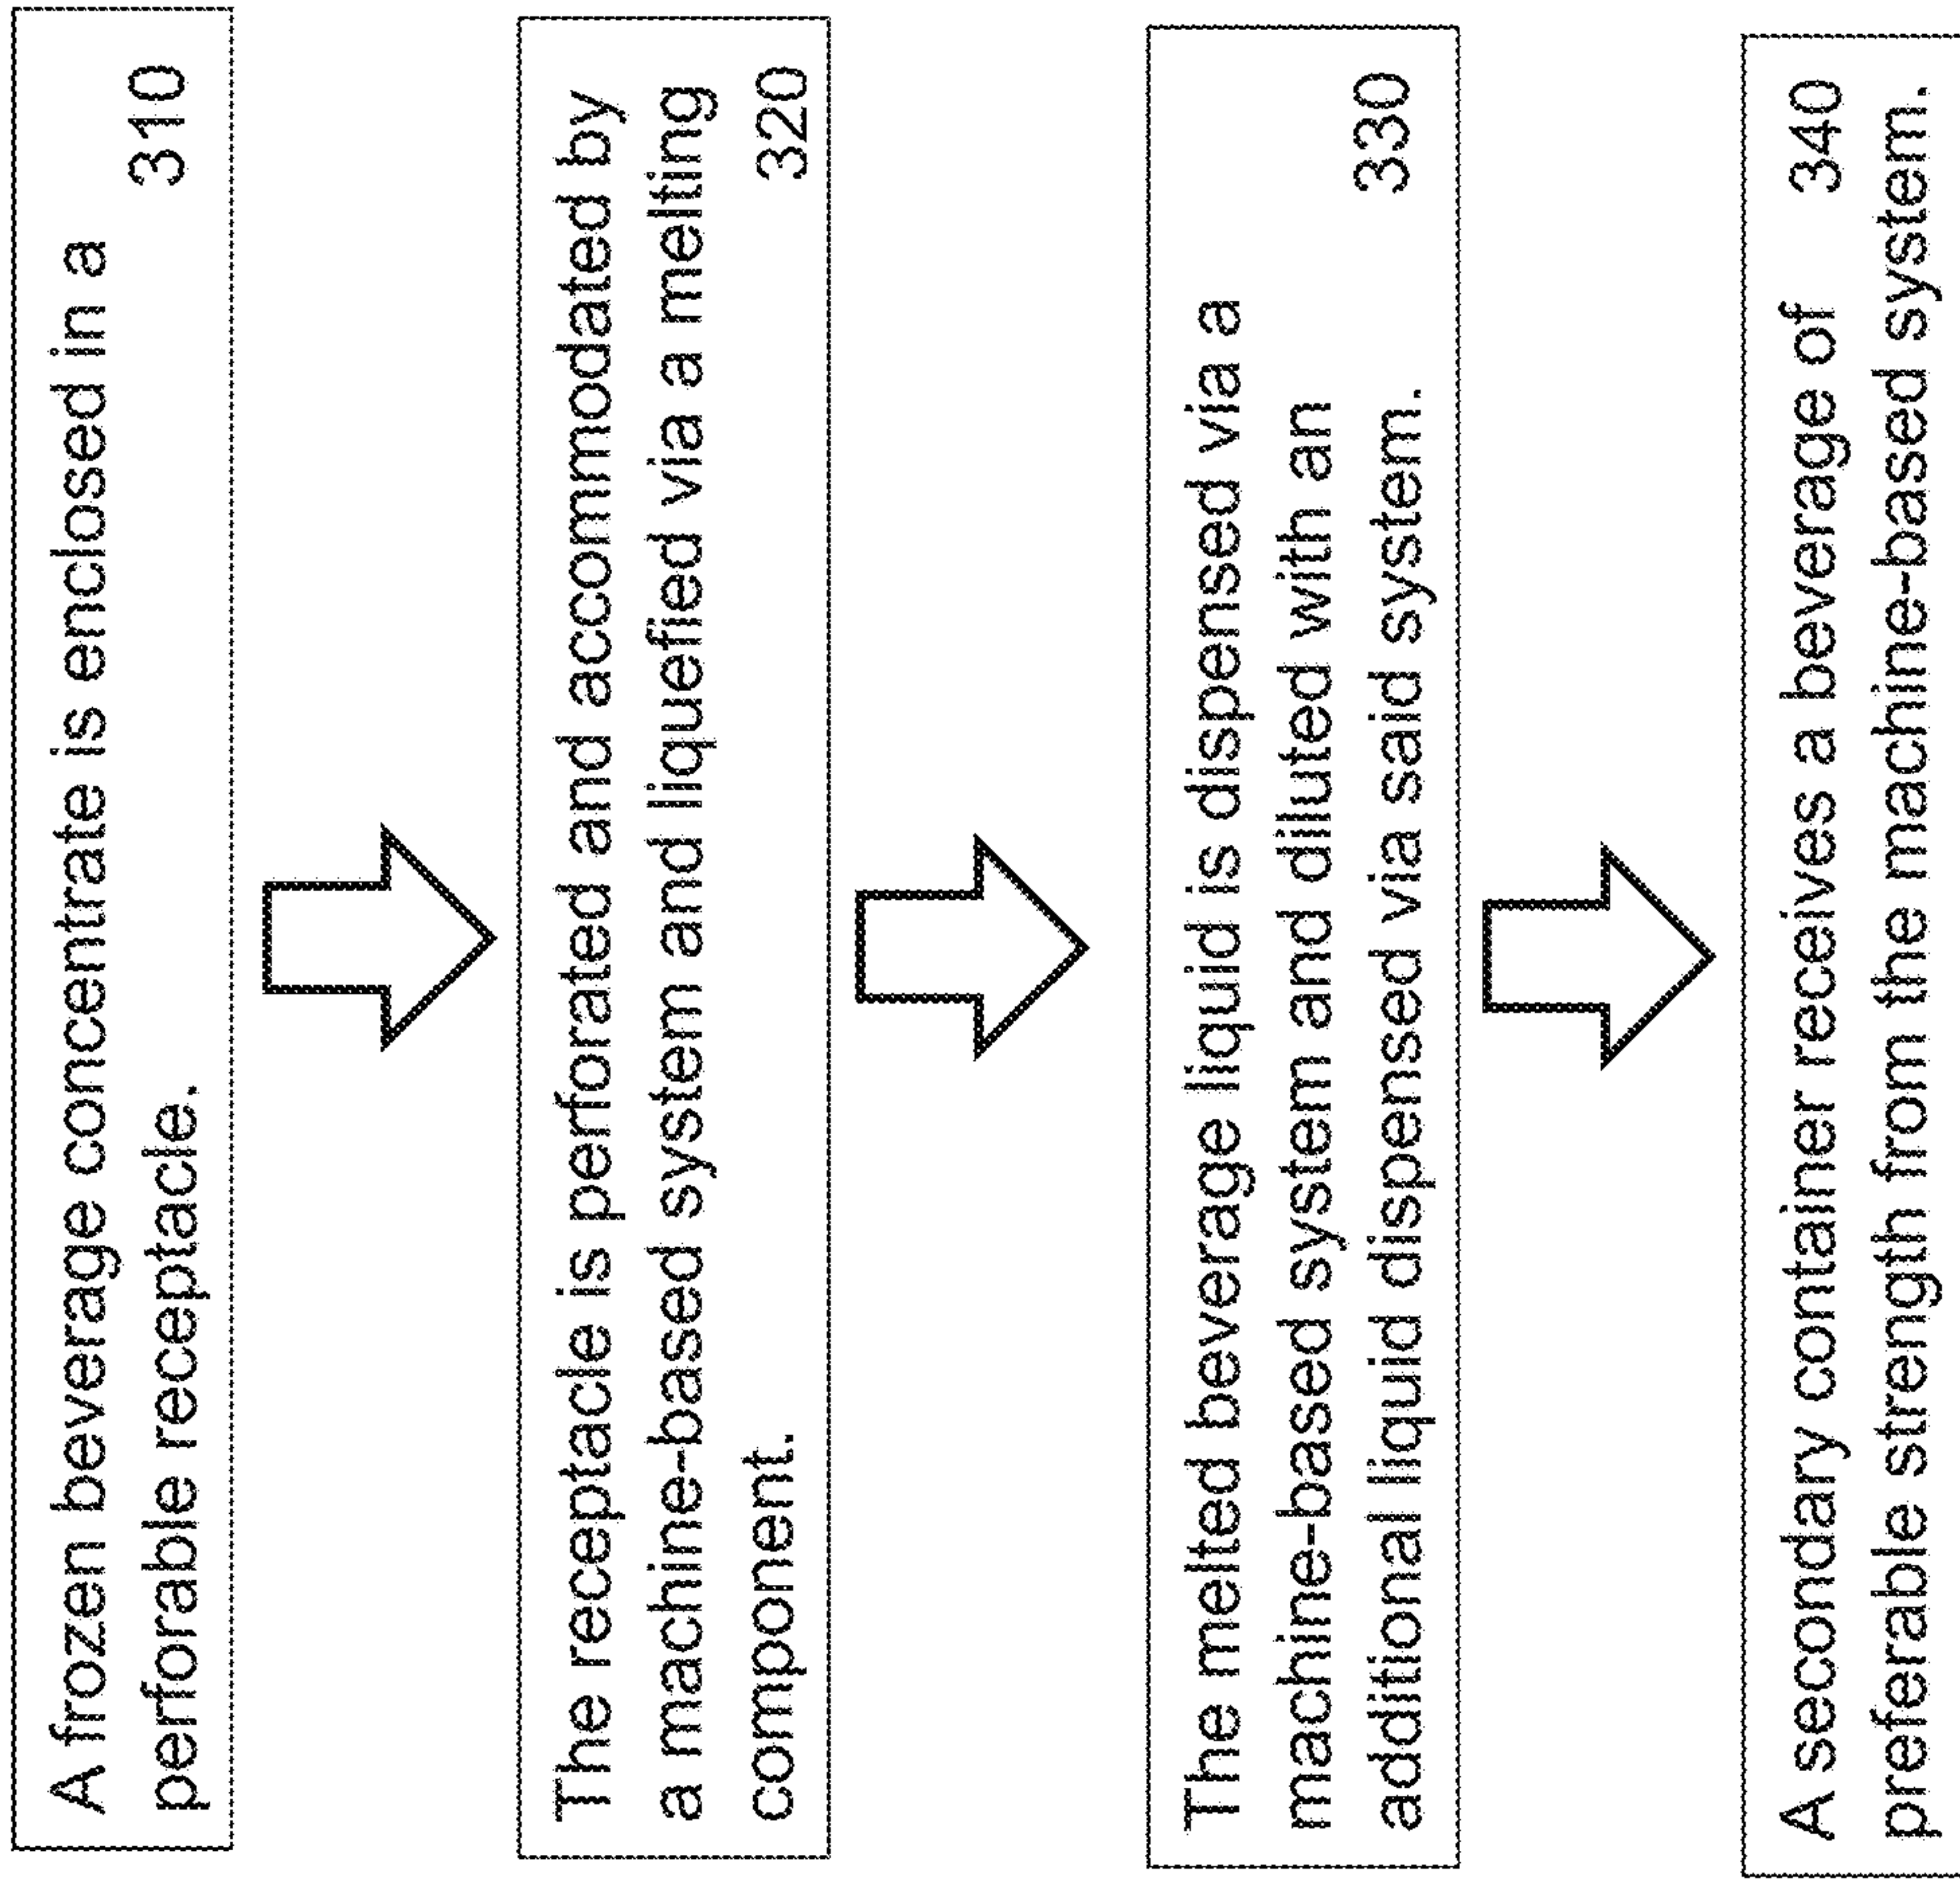 A frozen beverage concentrate is enclosed in a
perforable receptacle. 310
The receptacle is perforated and accommodated by
a machine-based system and liquefied via a melting
component. 320
The melted beverage liquid is dispensed via a
machine-based system and diluted with an
additional liquid dispensed via said system. 330
A secondary container receives a beverage of 340
preferable strength from the machine-based system.